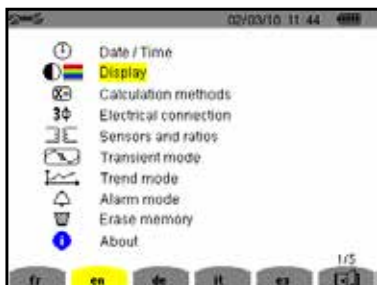 02/03/10 11:44
Date / Time
Display
Calculation methods
3φ Electrical connection
Sensors and ratios
Transient mode
Trend mode
Alarm mode
Erase memory
About
1/5
fr en de it es